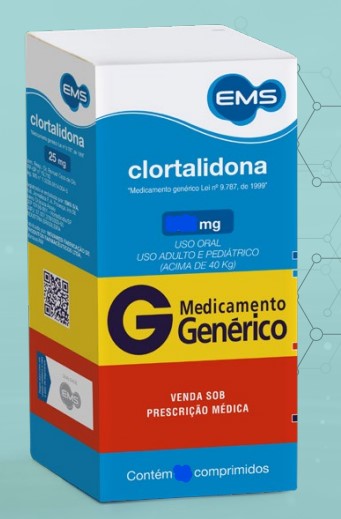 EMS
clortalidona
"Medicamento genérico Lei nº 9.787, de 1999"
mg
USO ORAL
USO ADULTO E PEDIÁTRICO
(ACIMA DE 40 Kg)
G Medicamento
Genérico
VENDA SOB
PRESCRIÇÃO MÉDICA
Contém comprimidos
EMS
clortalidona
25 mg
EMS